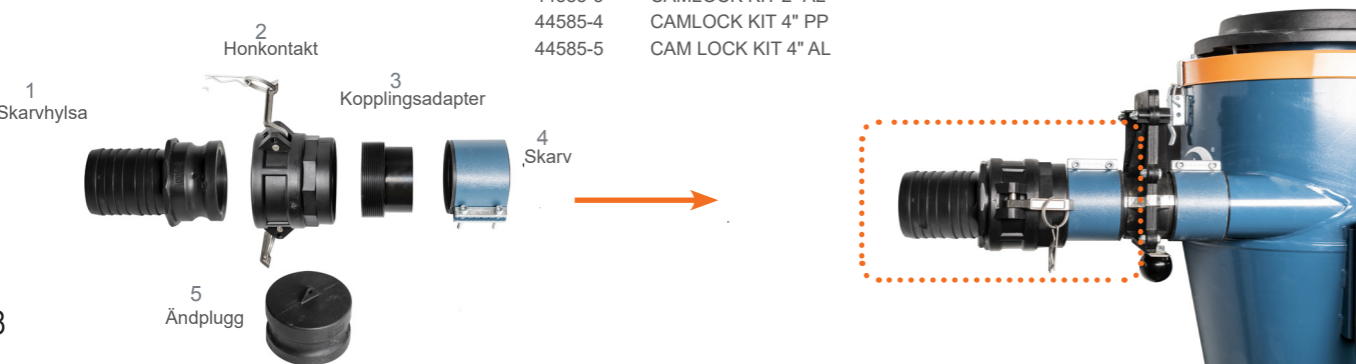 44585-4 CAMLOCK KIT 4" PP
44585-5 CAM LOCK KIT 4" AL
2
Honkontakt
3
Kopplingsadapter
1
Skarvhylsa
4
Skarv
5
Ändplugg